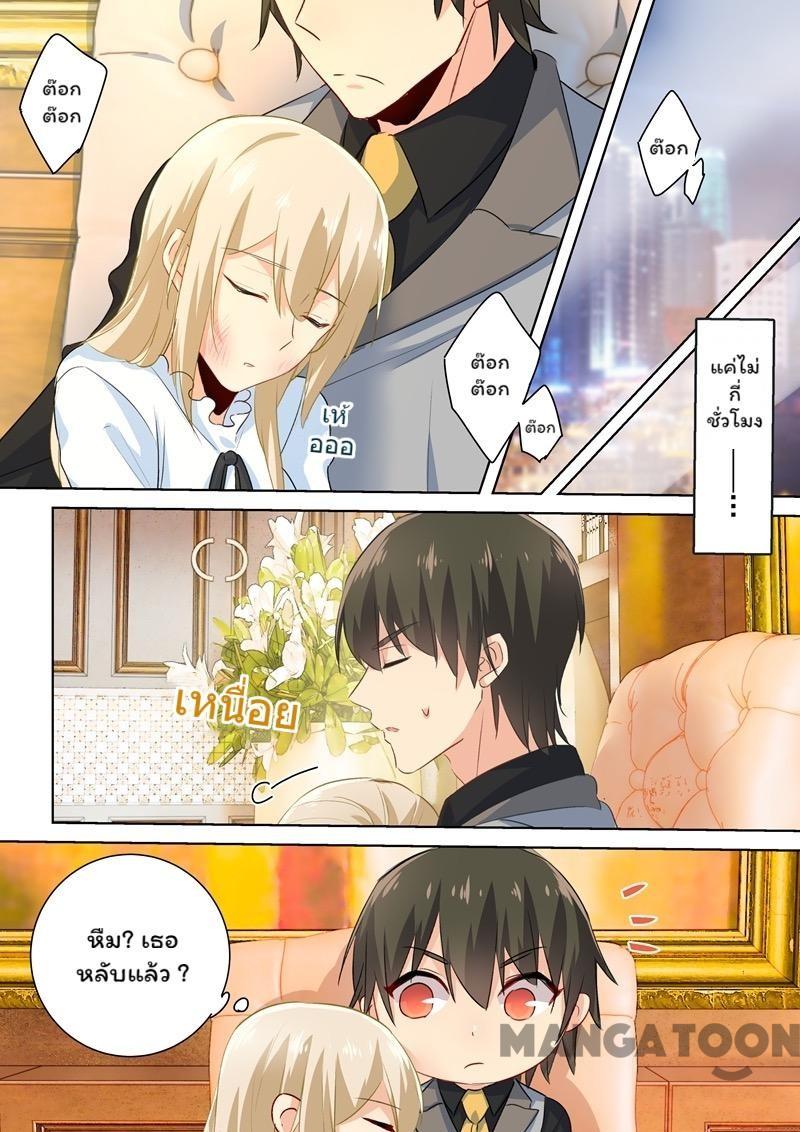 ต๊อก
ต๊อก
ต๊อก
แค่ไม่
กี่
ชั่วโมง
ต๊อก
ต๊อก
ต๊อก
เห้
อออ
เหนื่อย
หืม? เธอ
หลับแล้ว ?
MANGATOON